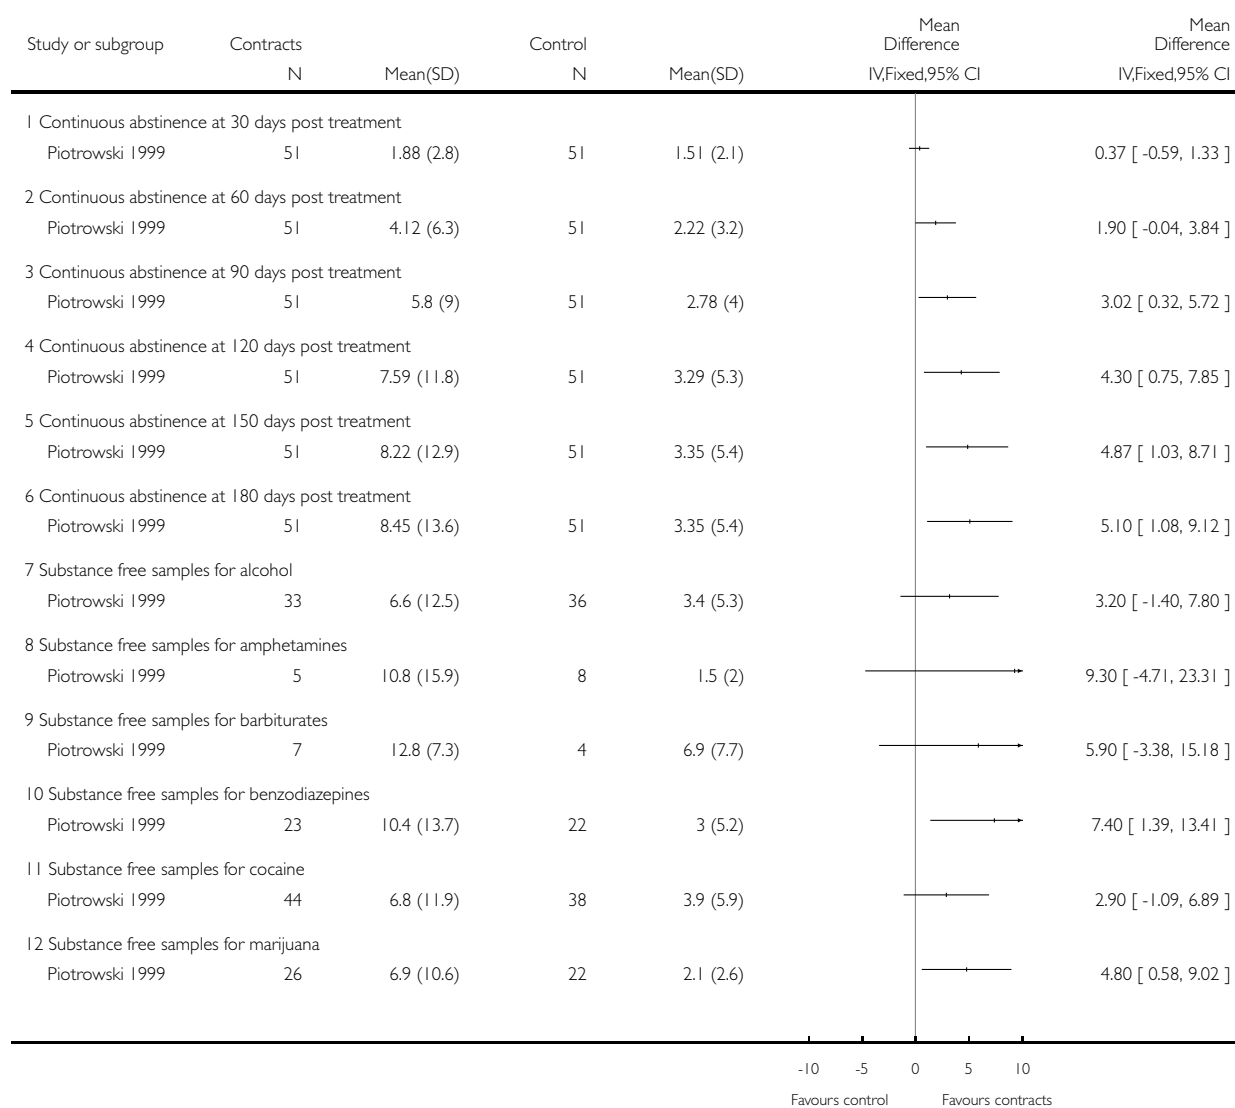 Mean Mean
Study or subgroup Contracts Control Difference Difference
N Mean(SD) N Mean(SD) IV,Fixed,95% CI IV,Fixed,95% CI
1 Continuous abstinence at 30 days post treatment
Piotrowski 1999 51 1.88 (2.8) 51 1.51 (2.1) 0.37 [ -0.59, 1.33 ]
2 Continuous abstinence at 60 days post treatment
Piotrowski 1999 51 4.12 (6.3) 51 2.22 (3.2) 1.90 [ -0.04, 3.84 ]
3 Continuous abstinence at 90 days post treatment
Piotrowski 1999 51 5.8 (9) 51 2.78 (4) 3.02 [ 0.32, 5.72 ]
4 Continuous abstinence at 120 days post treatment
Piotrowski 1999 51 7.59 (11.8) 51 3.29 (5.3) 4.30 [ 0.75, 7.85 ]
5 Continuous abstinence at 150 days post treatment
Piotrowski 1999 51 8.22 (12.9) 51 3.35 (5.4) 4.87 [ 1.03, 8.71 ]
6 Continuous abstinence at 180 days post treatment
Piotrowski 1999 51 8.45 (13.6) 51 3.35 (5.4) 5.10 [ 1.08, 9.12 ]
7 Substance free samples for alcohol
Piotrowski 1999 33 6.6 (12.5) 36 3.4 (5.3) 3.20 [ -1.40, 7.80 ]
8 Substance free samples for amphetamines
Piotrowski 1999 5 10.8 (15.9) 8 1.5 (2) 9.30 [ -4.71, 23.31 ]
9 Substance free samples for barbiturates
Piotrowski 1999 7 12.8 (7.3) 4 6.9 (7.7) 5.90 [ -3.38, 15.18 ]
10 Substance free samples for benzodiazepines
Piotrowski 1999 23 10.4 (13.7) 22 3 (5.2) 7.40 [ 1.39, 13.41 ]
11 Substance free samples for cocaine
Piotrowski 1999 44 6.8 (11.9) 38 3.9 (5.9) 2.90 [ -1.09, 6.89 ]
12 Substance free samples for marijuana
Piotrowski 1999 26 6.9 (10.6) 22 2.1 (2.6) 4.80 [ 0.58, 9.02 ]
-10 -5 0 5 10
Favours control Favours contracts